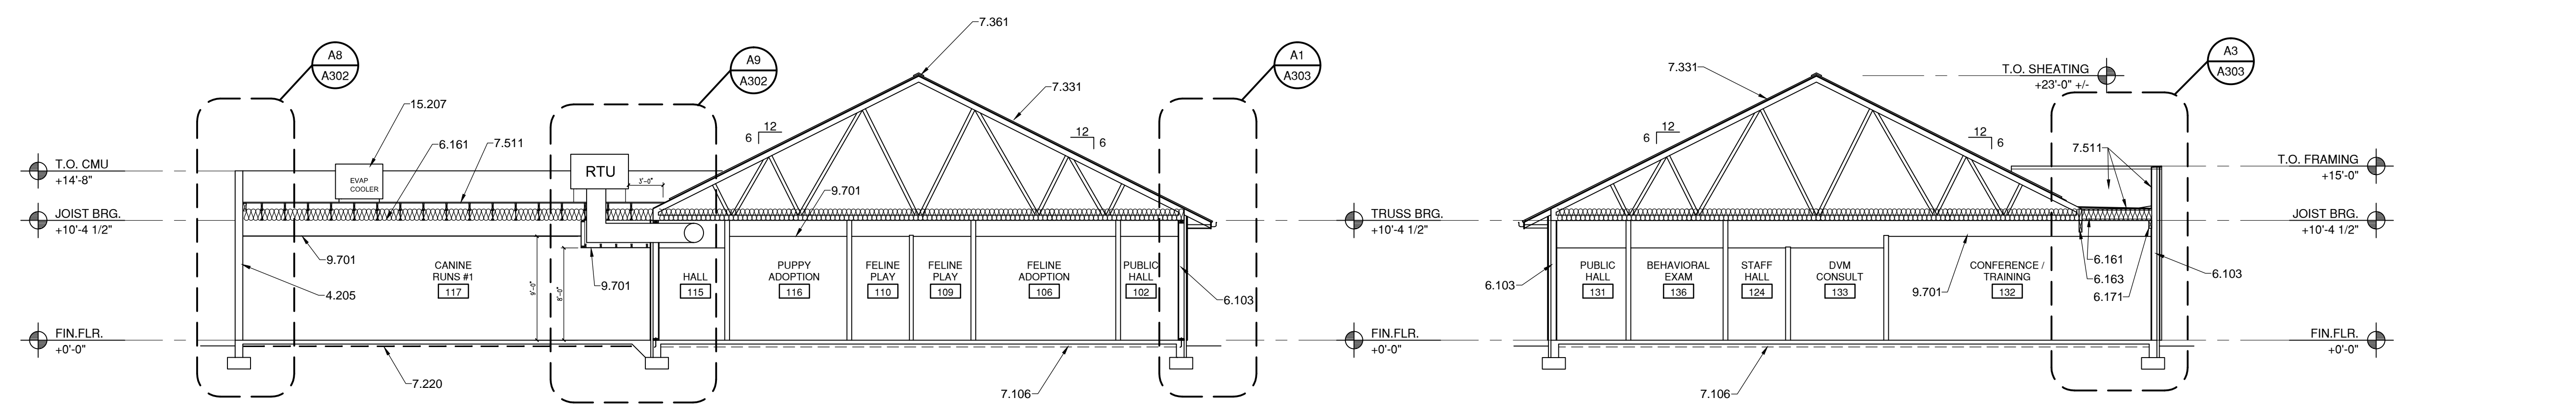 7.361
A8
A302
A9
A302
A1
A303
A3
A303
15.207
7.331
7.331
T.O. SHEATING
+23'-0" +/-
6.161
7.511
12
6
12
6
12
6
12
6
7.511
T.O. CMU
+14'-8"
EVAP
COOLER
RTU
3'-0"
9.701
T.O. FRAMING
+15'-0"
JOIST BRG.
+10'-4 1/2"
TRUSS BRG.
+10'-4 1/2"
JOIST BRG.
+10'-4 1/2"
9.701
CANINE
RUNS #1
117
4.205
9'-0"
8'-0"
9.701
HALL
115
PUPPY
ADOPTION
116
FELINE
PLAY
110
FELINE
PLAY
109
FELINE
ADOPTION
106
PUBLIC
HALL
102
6.103
6.103
PUBLIC
HALL
131
BEHAVIORAL
EXAM
136
STAFF
HALL
124
DVM
CONSULT
133
9.701
CONFERENCE /
TRAINING
132
6.161
6.163
6.171
6.103
FIN.FLR.
+0'-0"
FIN.FLR.
+0'-0"
FIN.FLR.
+0'-0"
7.220
7.106
7.106